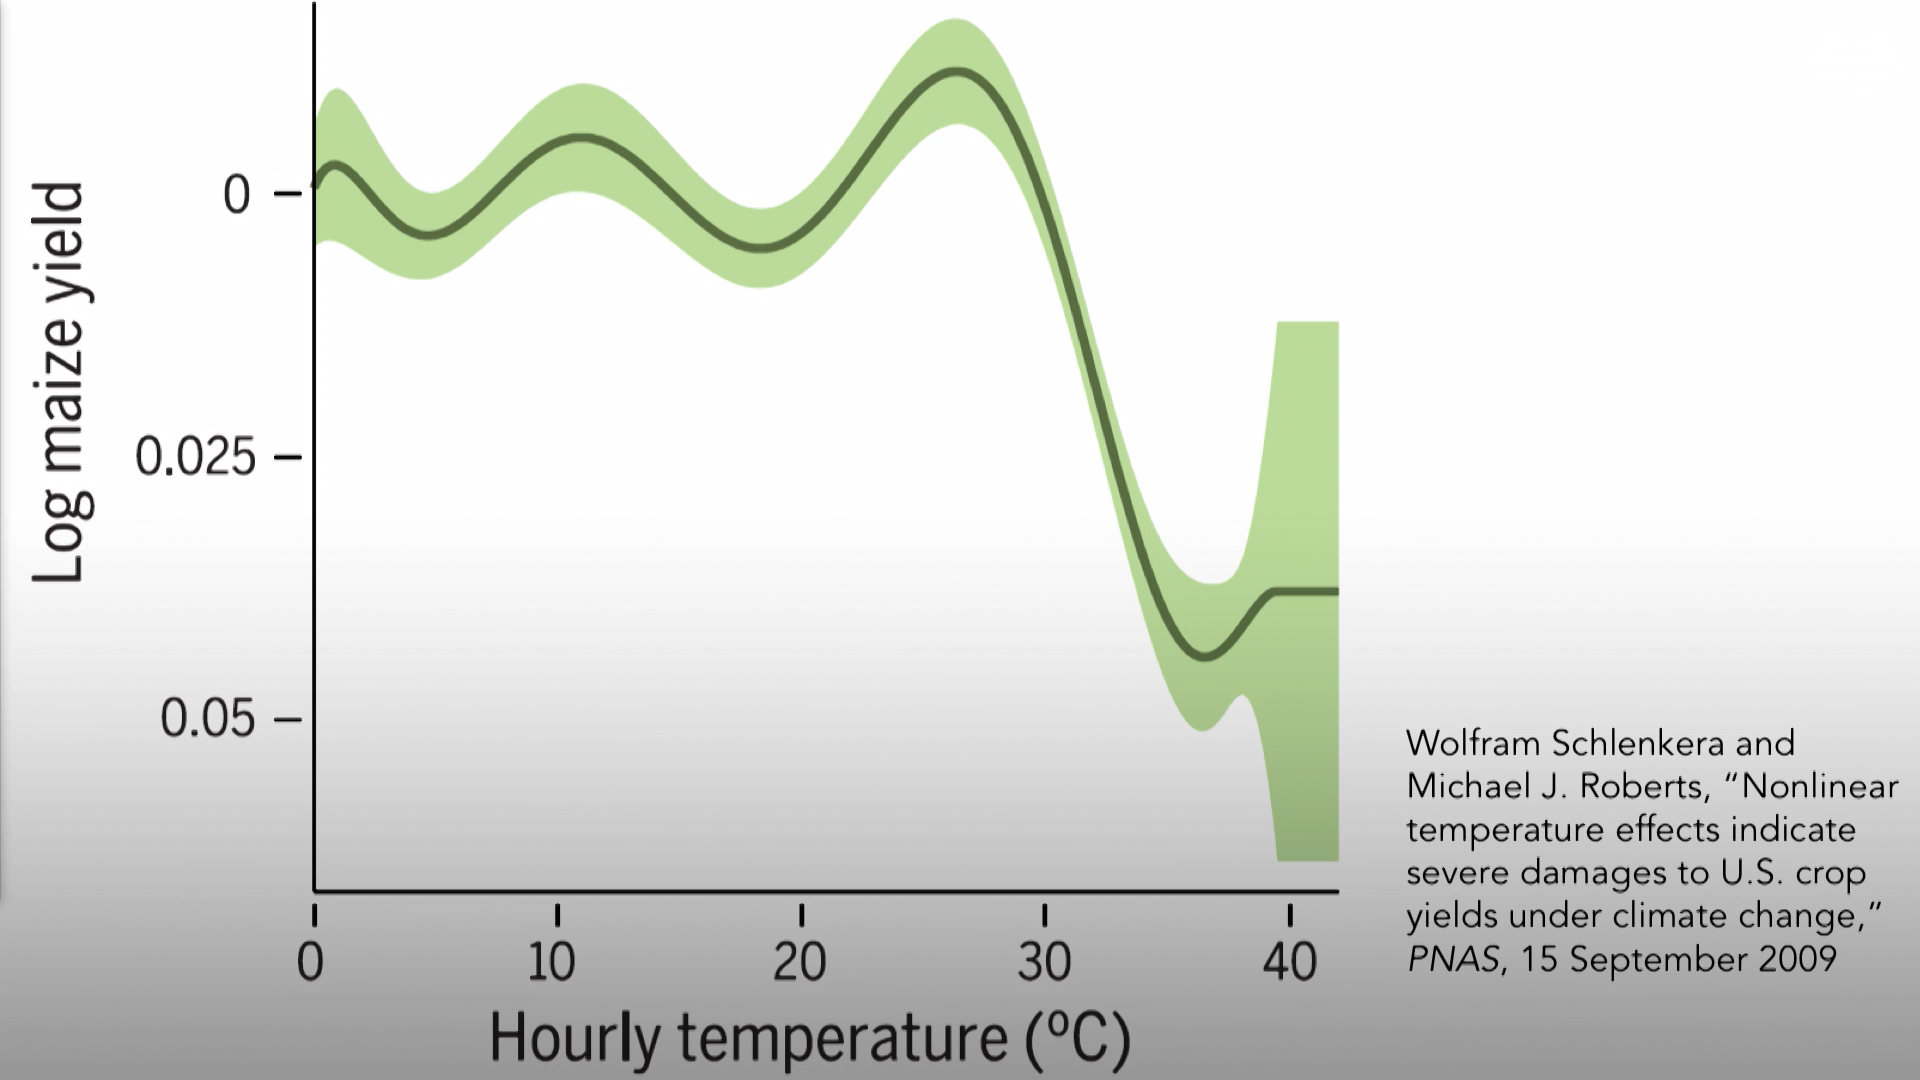 Log maize yield
0
0.025
0.05
0
10
20
30
40
Hourly temperature (ºC)
Wolfram Schlenkera and
Michael J. Roberts, “Nonlinear
temperature effects indicate
severe damages to U.S. crop
yields under climate change,”
PNAS, 15 September 2009